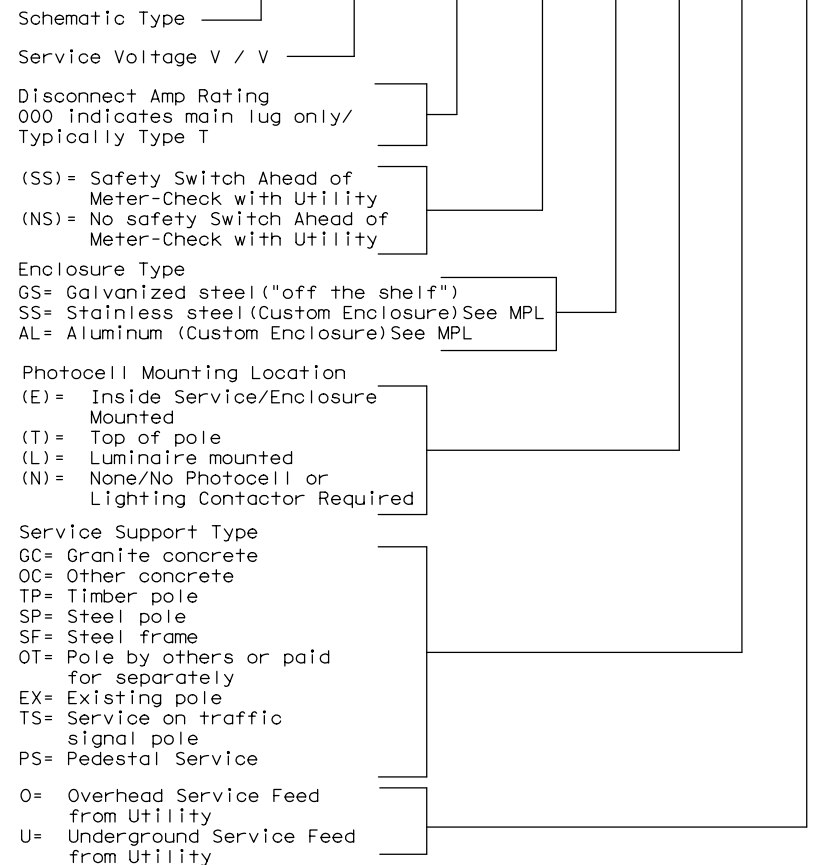 Schematic Type
Service Voltage V / V
Disconnect Amp Rating
000 indicates main lug only/
Typically Type T
(SS)= Safety Switch Ahead of
Meter-Check with Utility
(NS)= No safety Switch Ahead of
Meter-Check with Utility
Enclosure Type
GS= Galvanized steel("off the shelf")
SS= Stainless steel(Custom Enclosure)See MPL
AL= Aluminum (Custom Enclosure)See MPL
Photocell Mounting Location
(E)= Inside Service/Enclosure
Mounted
(T)= Top of pole
(L)= Luminaire mounted
(N)= None/No Photocell or
Lighting Contactor Required
Service Support Type
GC= Granite concrete
OC= Other concrete
TP= Timber pole
SP= Steel pole
SF= Steel frame
OT= Pole by others or paid
for separately
EX= Existing pole
TS= Service on traffic
signal pole
PS= Pedestal Service
O= Overhead Service Feed
from Utility
U= Underground Service Feed
from Utility